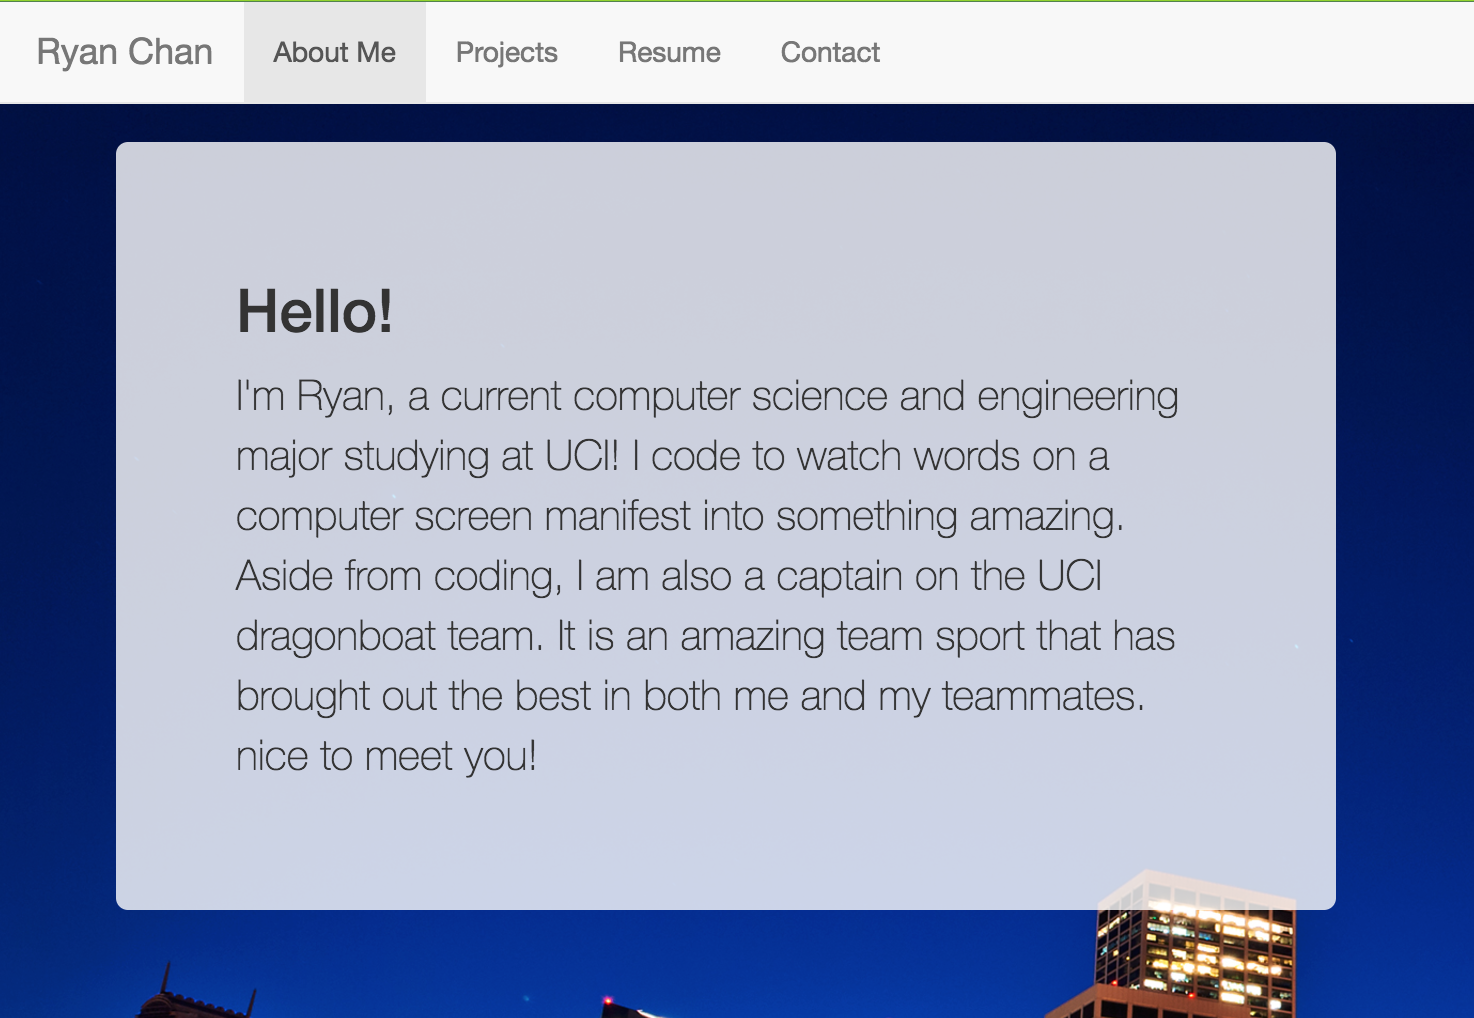 Ryan Chan About Me Projects Resume Contact
Hello!
I'm Ryan, a current computer science and engineering
major studying at UCI! I code to watch words on a
computer screen manifest into something amazing.
Aside from coding, I am also a captain on the UCI
dragonboat team. It is an amazing team sport that has
brought out the best in both me and my teammates.
nice to meet you!